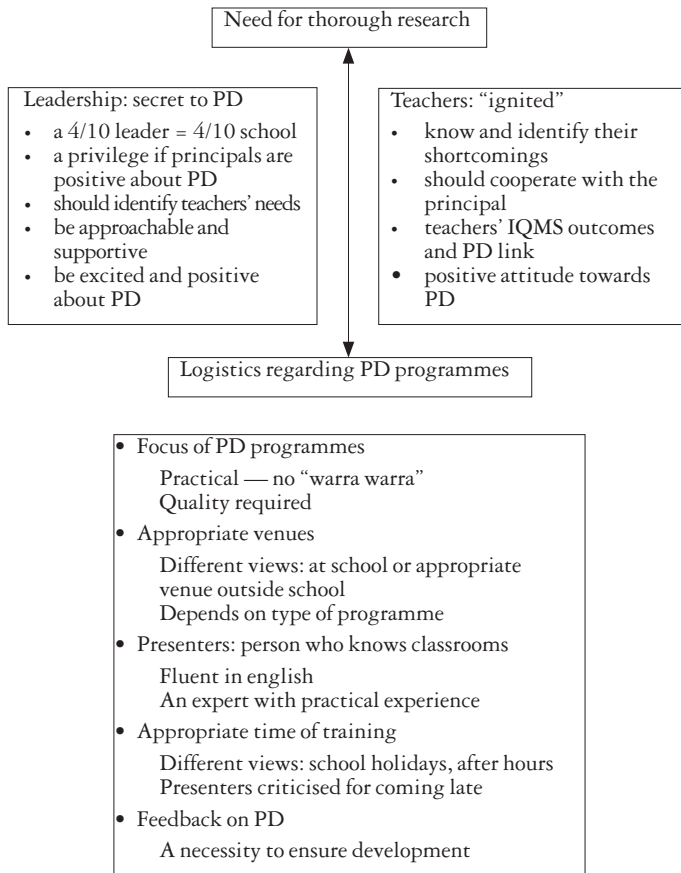 Need for thorough research
Leadership: secret to PD
• a 4/10 leader = 4/10 school
• a privilege if principals are
positive about PD
• should identify teachers’ needs
• be approachable and
supportive
• be excited and positive
about PD
Teachers: “ignited”
• know and identify their
shortcomings
• should cooperate with the
principal
• teachers’ IQMS outcomes
and PD link
• positive attitude towards
PD
Logistics regarding PD programmes
• Focus of PD programmes
Practical — no “warra warra”
Quality required
• Appropriate venues
Different views: at school or appropriate
venue outside school
Depends on type of programme
• Presenters: person who knows classrooms
Fluent in english
An expert with practical experience
• Appropriate time of training
Different views: school holidays, after hours
Presenters criticised for coming late
• Feedback on PD
A necessity to ensure development